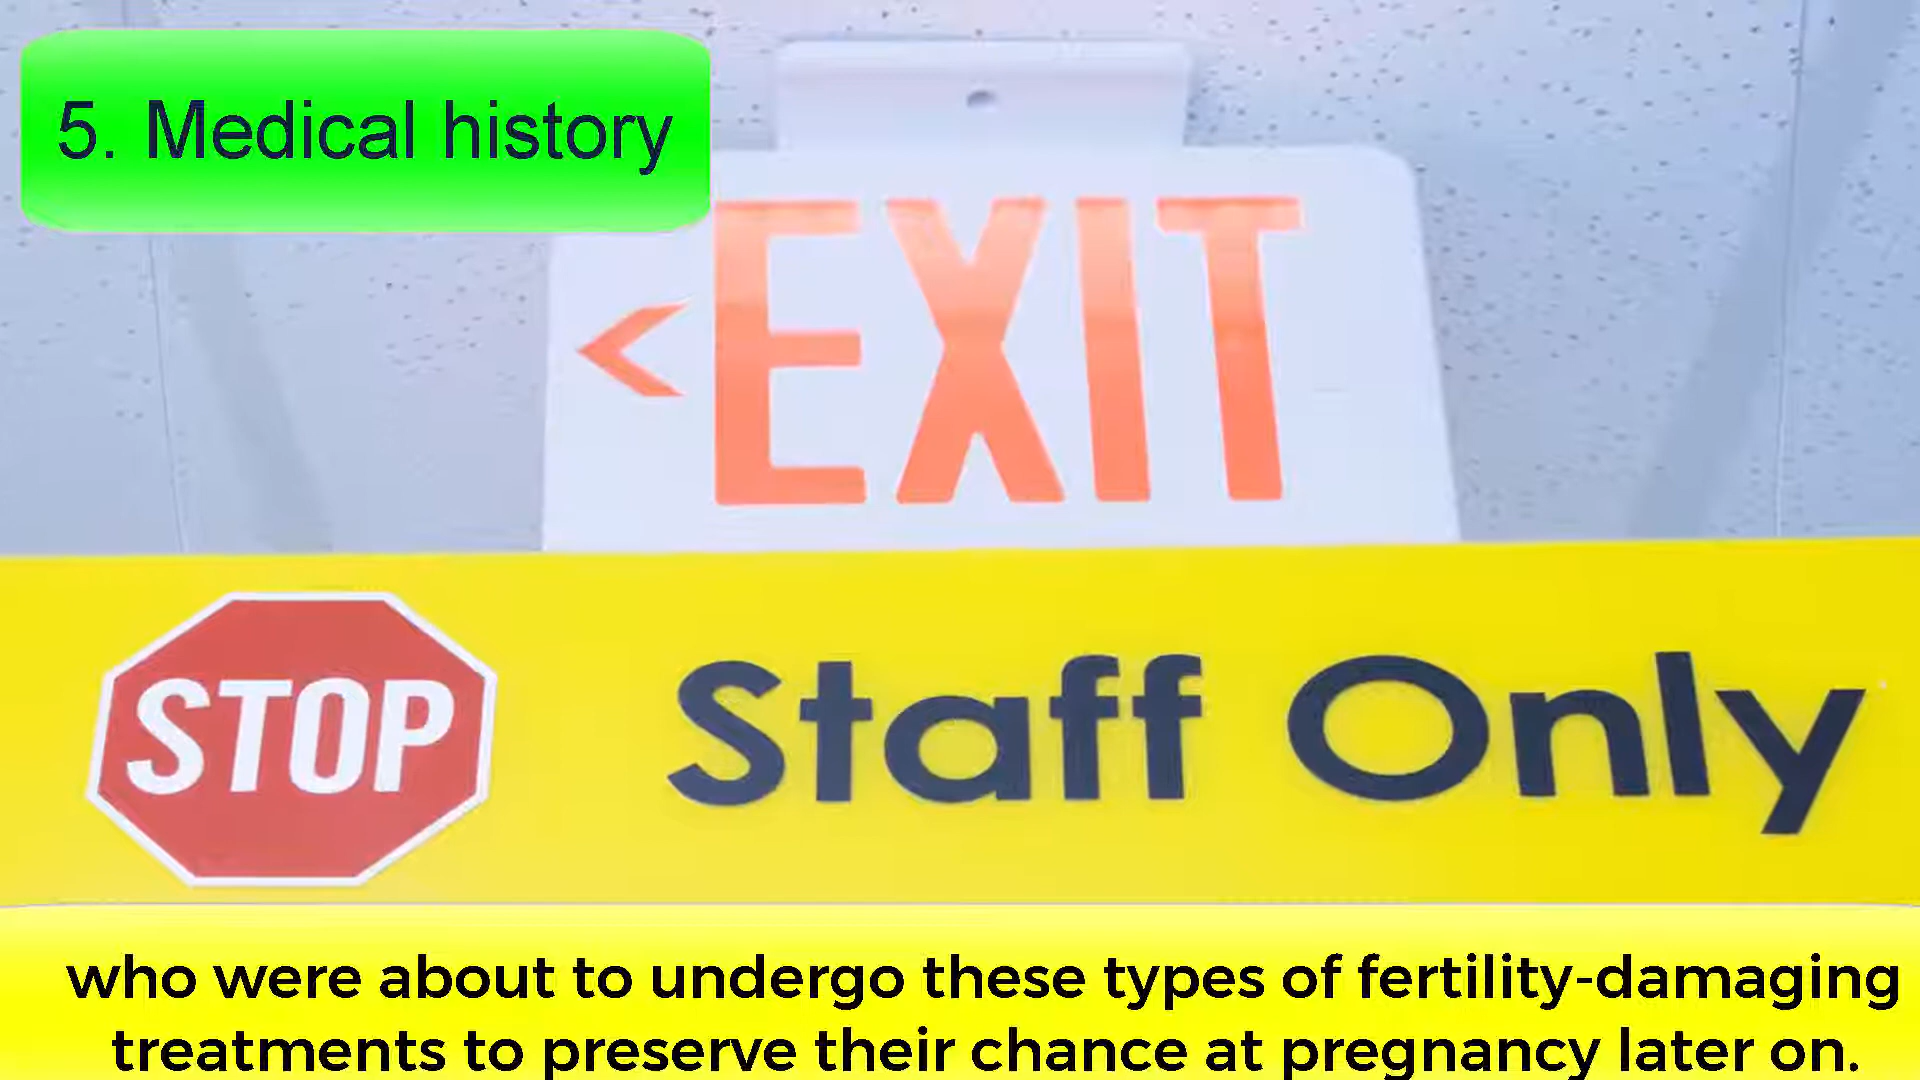 5. Medical history
<EXIT
STOP Staff Only
who were about to undergo these types of fertility-damaging
treatments to preserve their chance at pregnancy later on.